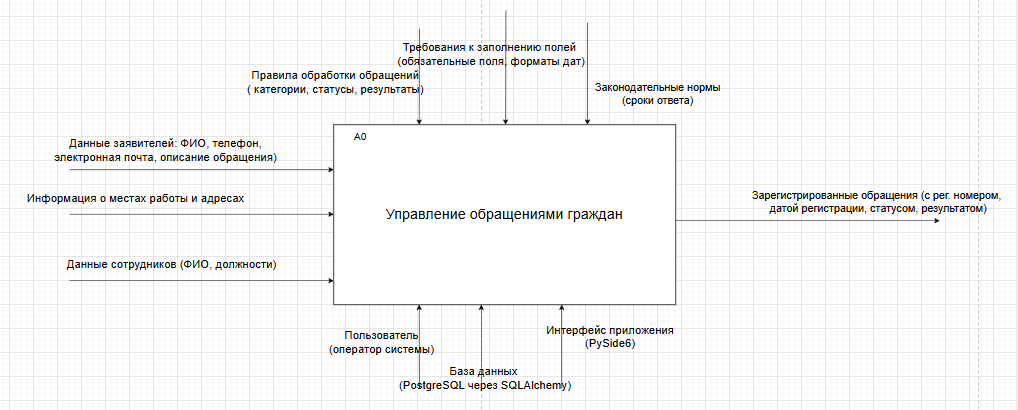 Требования к заполнению полей
(обязательные поля, форматы дат)
Правила обработки обращений
( категории, статусы, результаты)
Законодательные нормы
(сроки ответа)
A0
Данные заявителей: ФИО, телефон,
электронная почта, описание обращения)
Информация о местах работы и адресах
Управление обращениями граждан
Зарегистрированные обращения (с рег. номером,
датой регистрации, статусом, результатом)
Данные сотрудников (ФИО, должности)
Пользователь
(оператор системы)
Интерфейс приложения
(PySide6)
База данных
(PostgreSQL через SQLAlchemy)